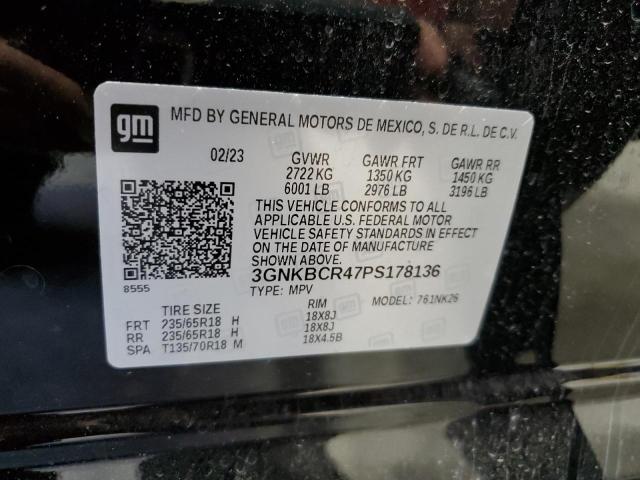 gm
MFD BY GENERAL MOTORS DE MEXICO, S. DE R.L. DE C.V.
02/23 GVWR GAWR FRT GAWR RR
2722 KG 1350 KG 1450 KG
6001 LB 2976 LB 3196 LB
THIS VEHICLE CONFORMS TO ALL
APPLICABLE U.S. FEDERAL MOTOR
VEHICLE SAFETY STANDARDS IN EFFECT
ON THE DATE OF MANUFACTURE
SHOWN ABOVE.
3GNKBCR47PS178136
8555
TYPE: MPV MODEL: 761NK26
TIRE SIZE RIM
FRT 235/65R18 H 18X8J
RR 235/65R18 H 18X8J
SPA T135/70R18 M 18X4.5B